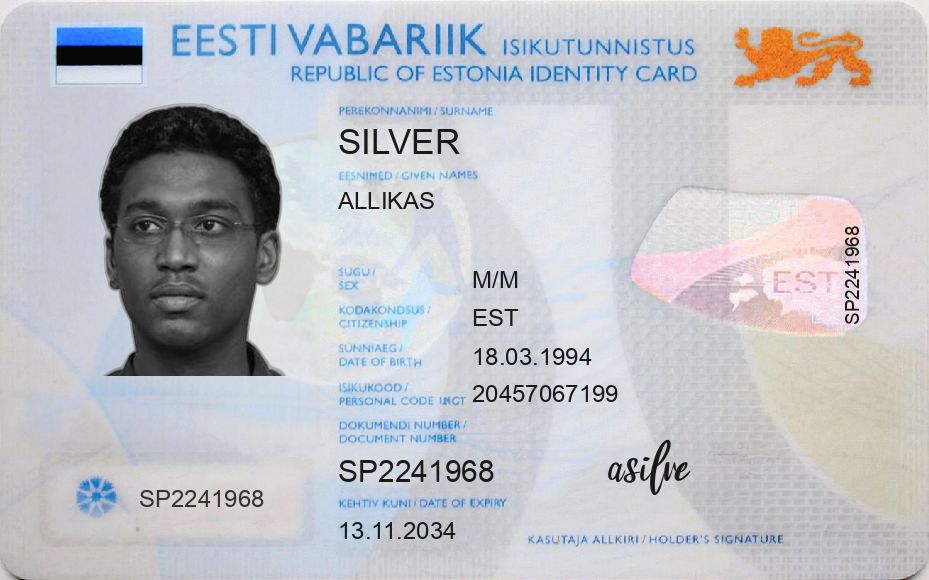 EESTI VABARIIK ISIKUTUNNISTUS
REPUBLIC OF ESTONIA IDENTITY CARD
PEREKONNANIMI / SURNAME
SILVER
EESNIMED / GIVEN NAMES
ALLIKAS
SUGU /
SEX
M/M
KODAKONDSUS /
CITIZENSHIP
EST
SÜNNIAEG /
DATE OF BIRTH
18.03.1994
ISIKUKOOD /
PERSONAL CODE
20457067199
DOKUMENDI NUMBER /
DOCUMENT NUMBER
SP2241968
KEHTIV KUNI / DATE OF EXPIRY
13.11.2034
SP2241968
EST
SP2241968
asilve
KASUTAJA ALLKIRI / HOLDER'S SIGNATURE